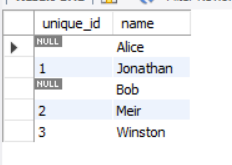 unique_id name
NULL Alice
1 Jonathan
NULL Bob
2 Meir
3 Winston